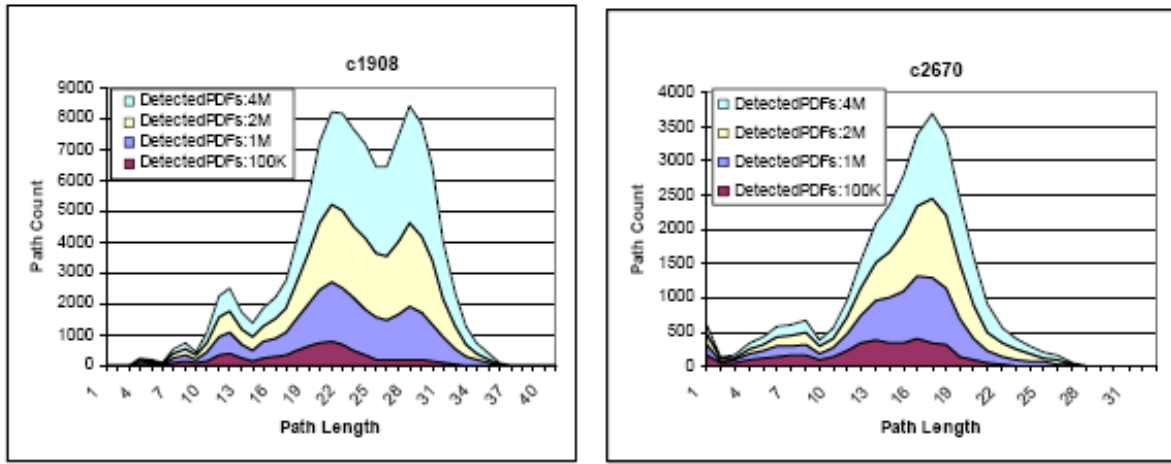 c1908
9000
8000
7000
6000
5000
4000
3000
2000
1000
0
DetectedPDFs:4M
DetectedPDFs:2M
DetectedPDFs:1M
DetectedPDFs:100K
Path Count
1 4 7 10 13 16 19 22 25 28 31 34 37 40
Path Length
c2670
4000
3500
3000
2500
2000
1500
1000
500
0
DetectedPDFs:4M
DetectedPDFs:2M
DetectedPDFs:1M
DetectedPDFs:100K
Path Count
1 4 7 10 13 16 19 22 25 28 31
Path Length